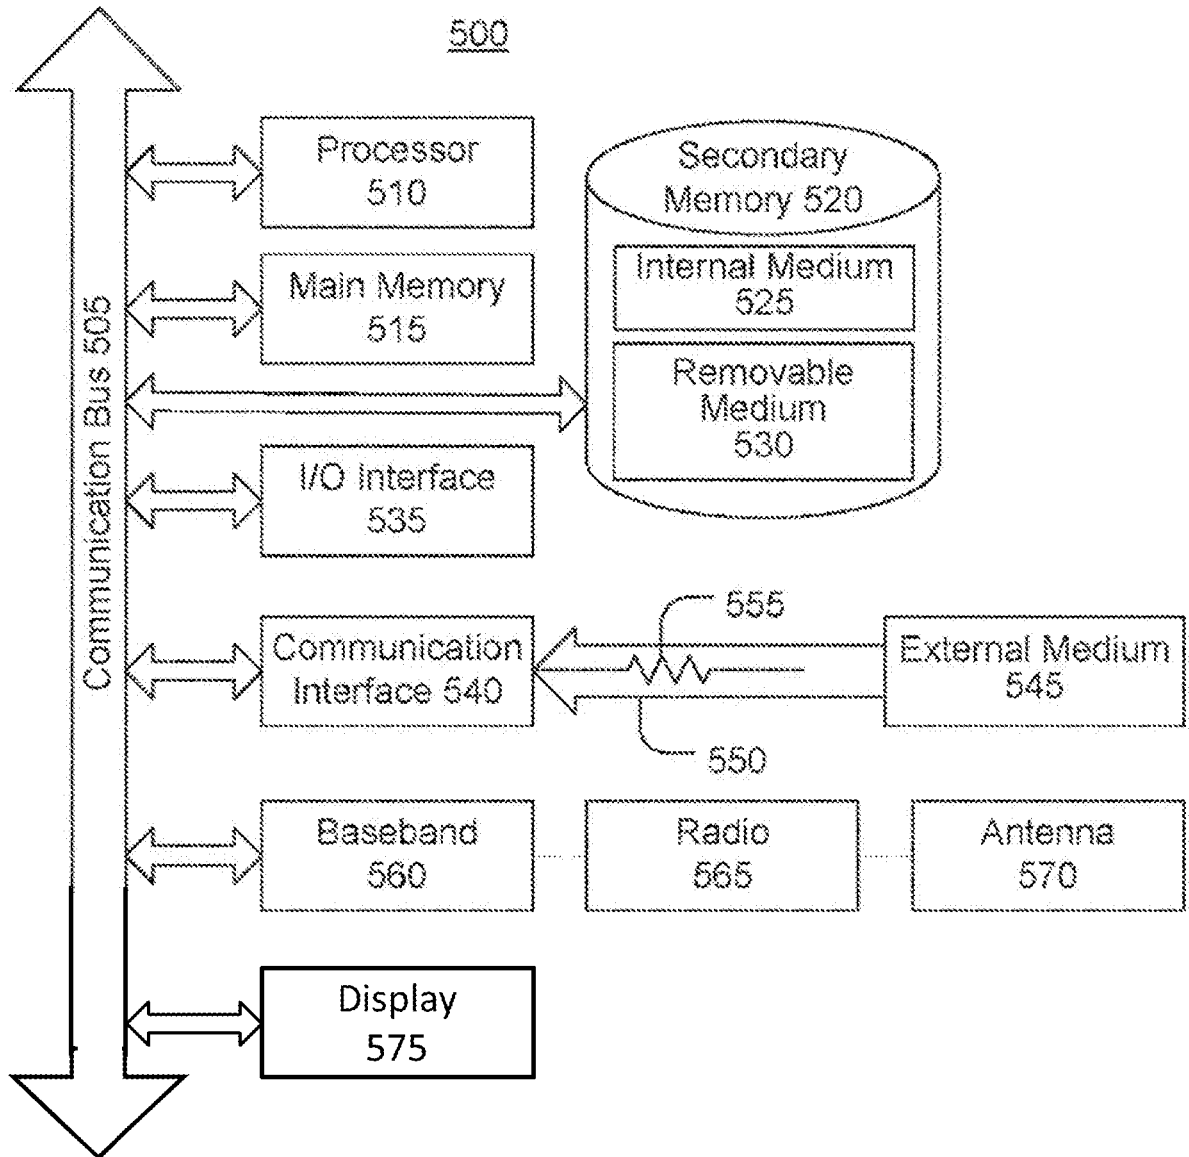 500
Processor
510
Secondary
Memory 520
Internal Medium
525
Main Memory
515
Removable
Medium
530
Communication Bus 505
I/O Interface
535
555
Communication
Interface 540
External Medium
545
550
Baseband
560
Radio
565
Antenna
570
Display
575